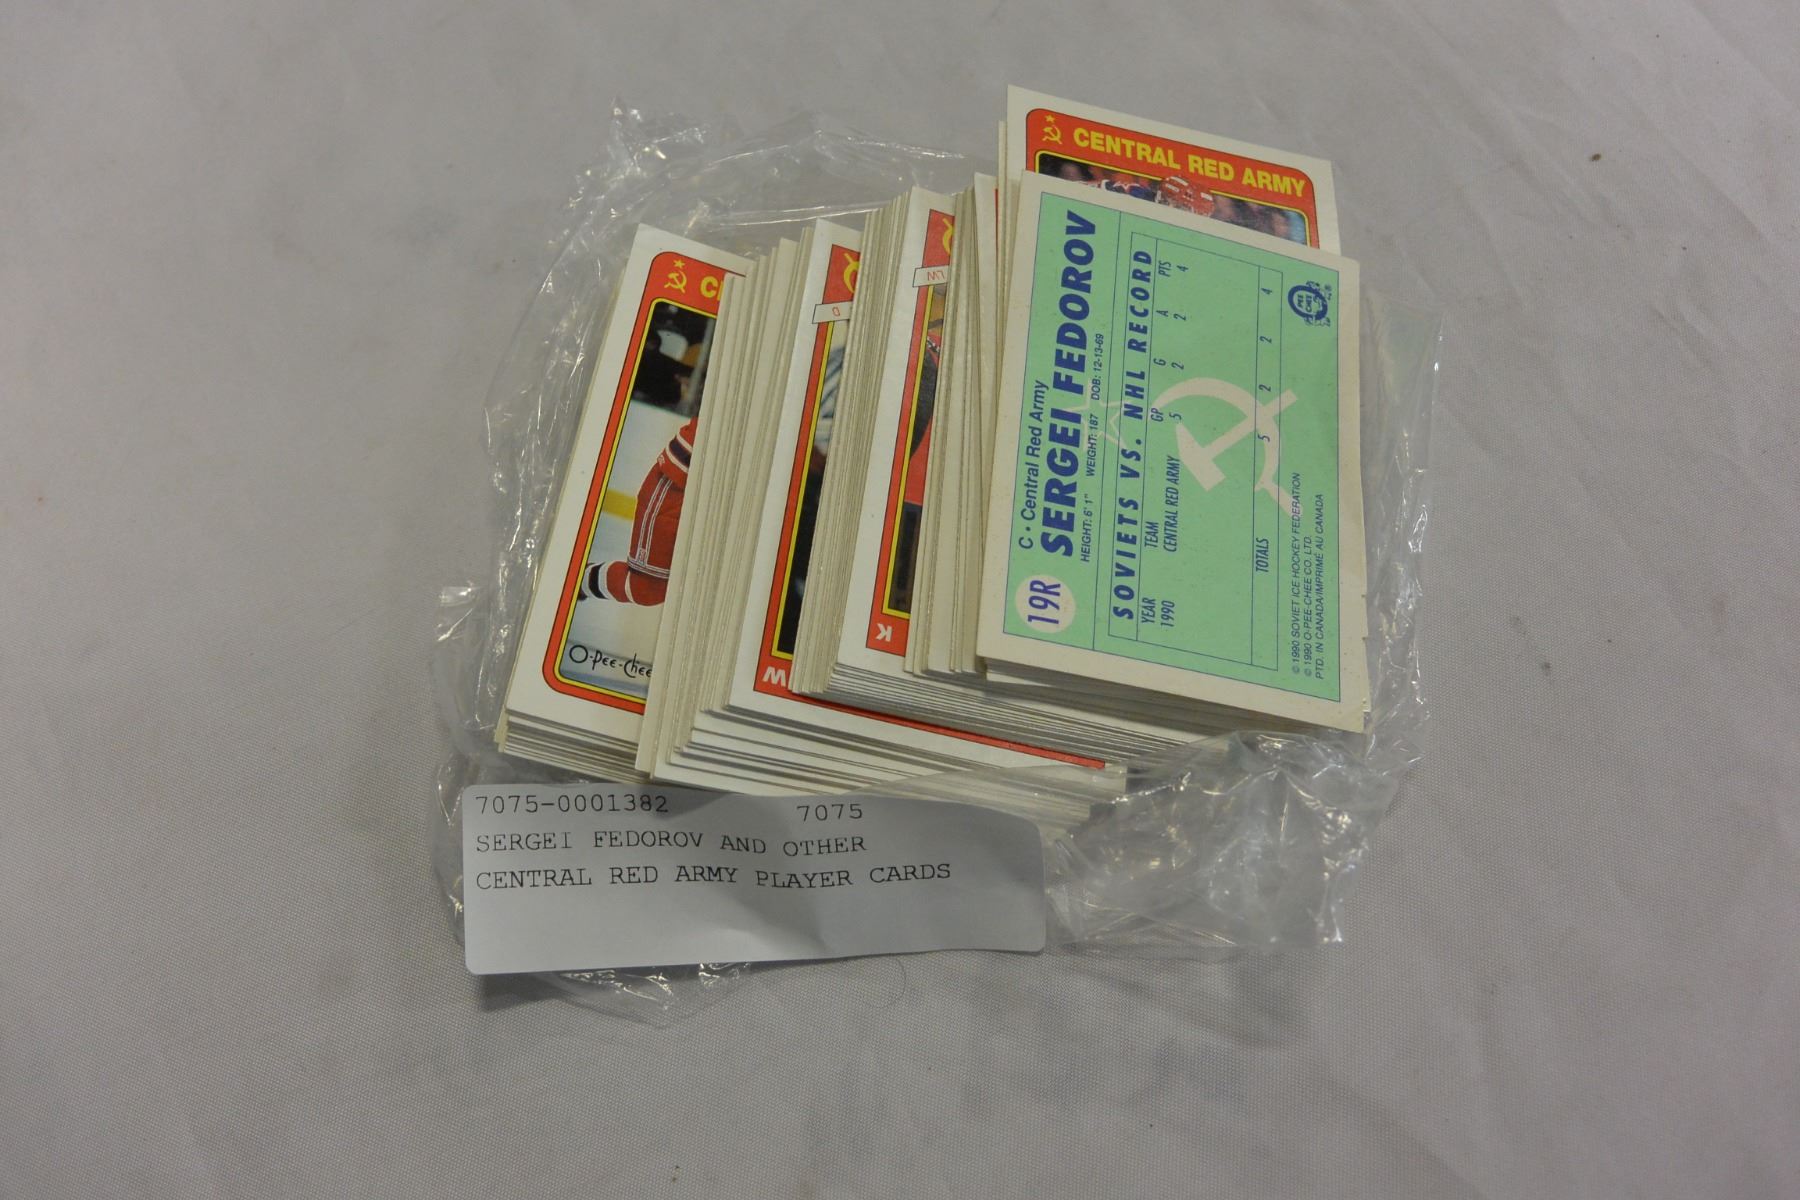 CENTRAL RED ARMY
19R
C • Central Red Army
SERGEI FEDOROV
HEIGHT: 6' 1" WEIGHT: 187 DOB: 12-13-69
SOVIETS VS. NHL RECORD
YEAR TEAM GP G A PTS
1990 CENTRAL RED ARMY 5 2 2 4
TOTALS 5 2 2 4
© 1990 SOVIET ICE HOCKEY FEDERATION
© 1990 O-PEE-CHEE CO. LTD.
PTD. IN CANADA/IMPRIMÉ AU CANADA
O-Pee-Chee
LW
D
K
W
7075-0001382 7075
SERGEI FEDOROV AND OTHER
CENTRAL RED ARMY PLAYER CARDS